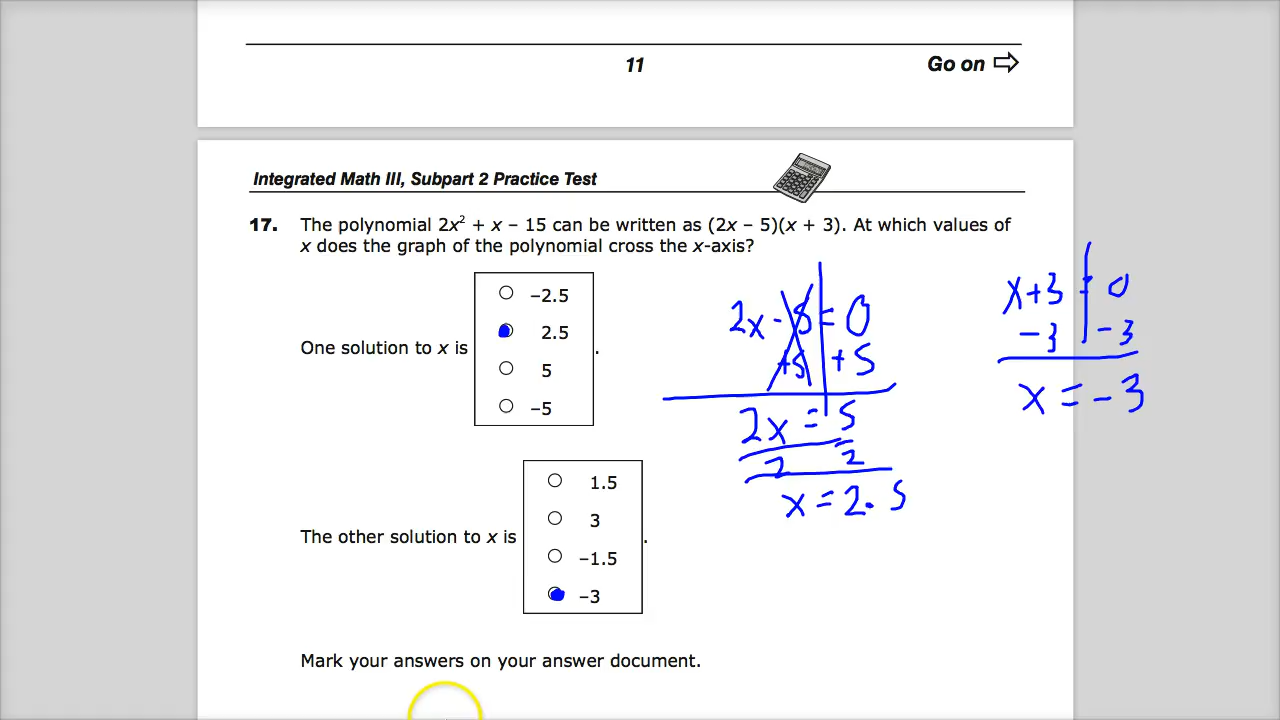 11
Go on
Integrated Math III, Subpart 2 Practice Test
17. The polynomial 2x² + x – 15 can be written as (2x – 5)(x + 3). At which values of
x does the graph of the polynomial cross the x-axis?
–2.5
2.5
One solution to x is
5
–5
.
1.5
3
The other solution to x is
–1.5
–3
.
Mark your answers on your answer document.
2x - 5 = 0
+5 +5
2x = 5
2 2
x = 2.5
x+3 = 0
-3 -3
x = -3